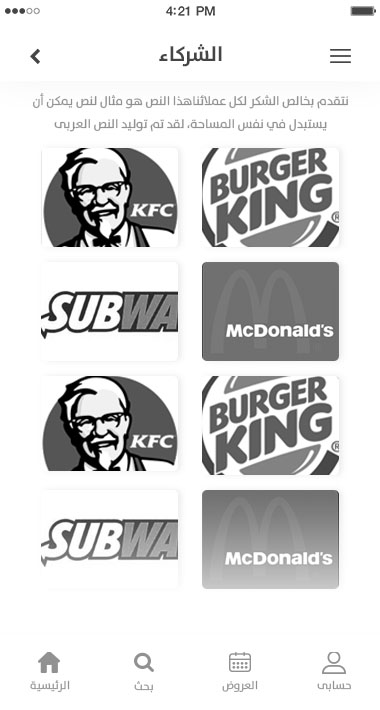 4:21 PM
الشركاء
نتقدم بخالص الشكر لكل عملائناهذا النص هو مثال لنص يمكن أن
يستبدل في نفس المساحة، لقد تم توليد النص العربى
BURGER
KING
®
KFC
McDonald's
SUBWA
BURGER
KING
®
KFC
McDonald's
SUBWA
حسابى
العروض
بحث
الرئيسية